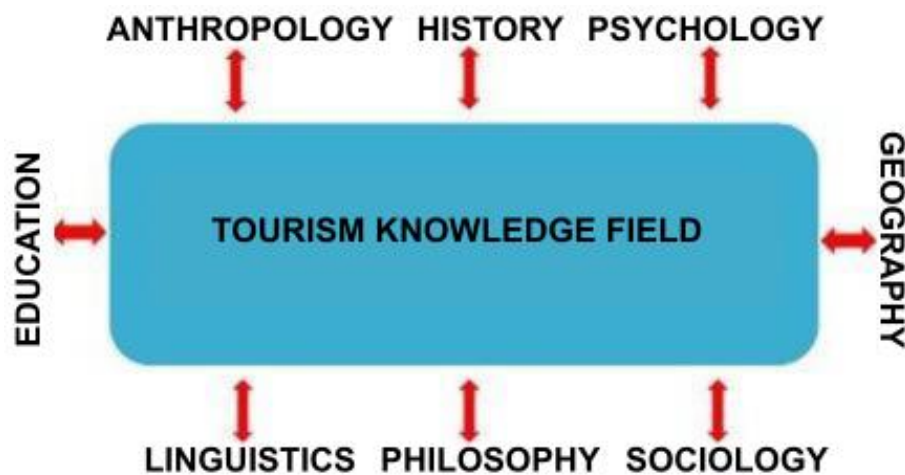 ANTHROPOLOGY HISTORY PSYCHOLOGY
EDUCATION
TOURISM KNOWLEDGE FIELD
GEOGRAPHY
LINGUISTICS PHILOSOPHY SOCIOLOGY